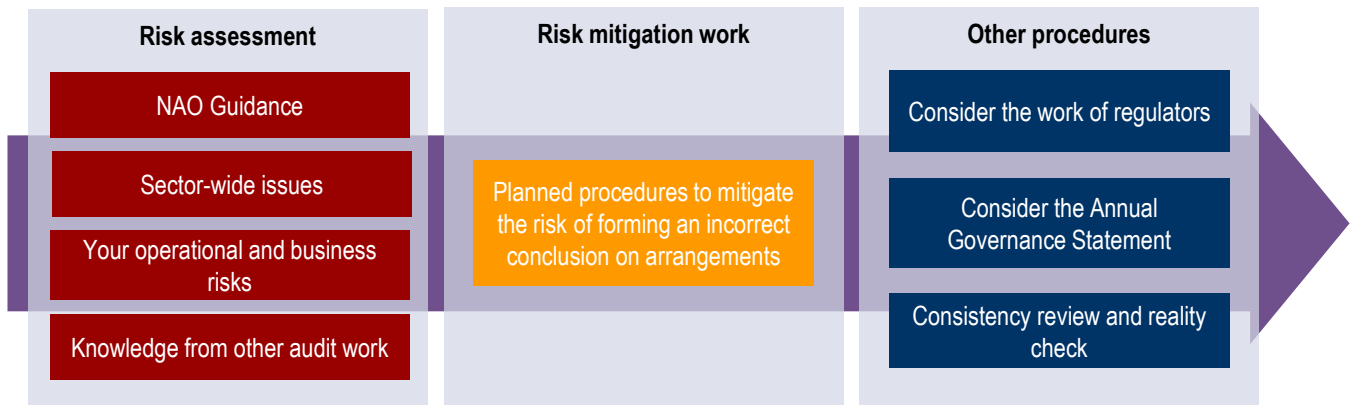 Risk assessment
NAO Guidance
Sector-wide issues
Your operational and business
risks
Knowledge from other audit work
Risk mitigation work
Planned procedures to mitigate
the risk of forming an incorrect
conclusion on arrangements
Other procedures
Consider the work of regulators
Consider the Annual
Governance Statement
Consistency review and reality
check